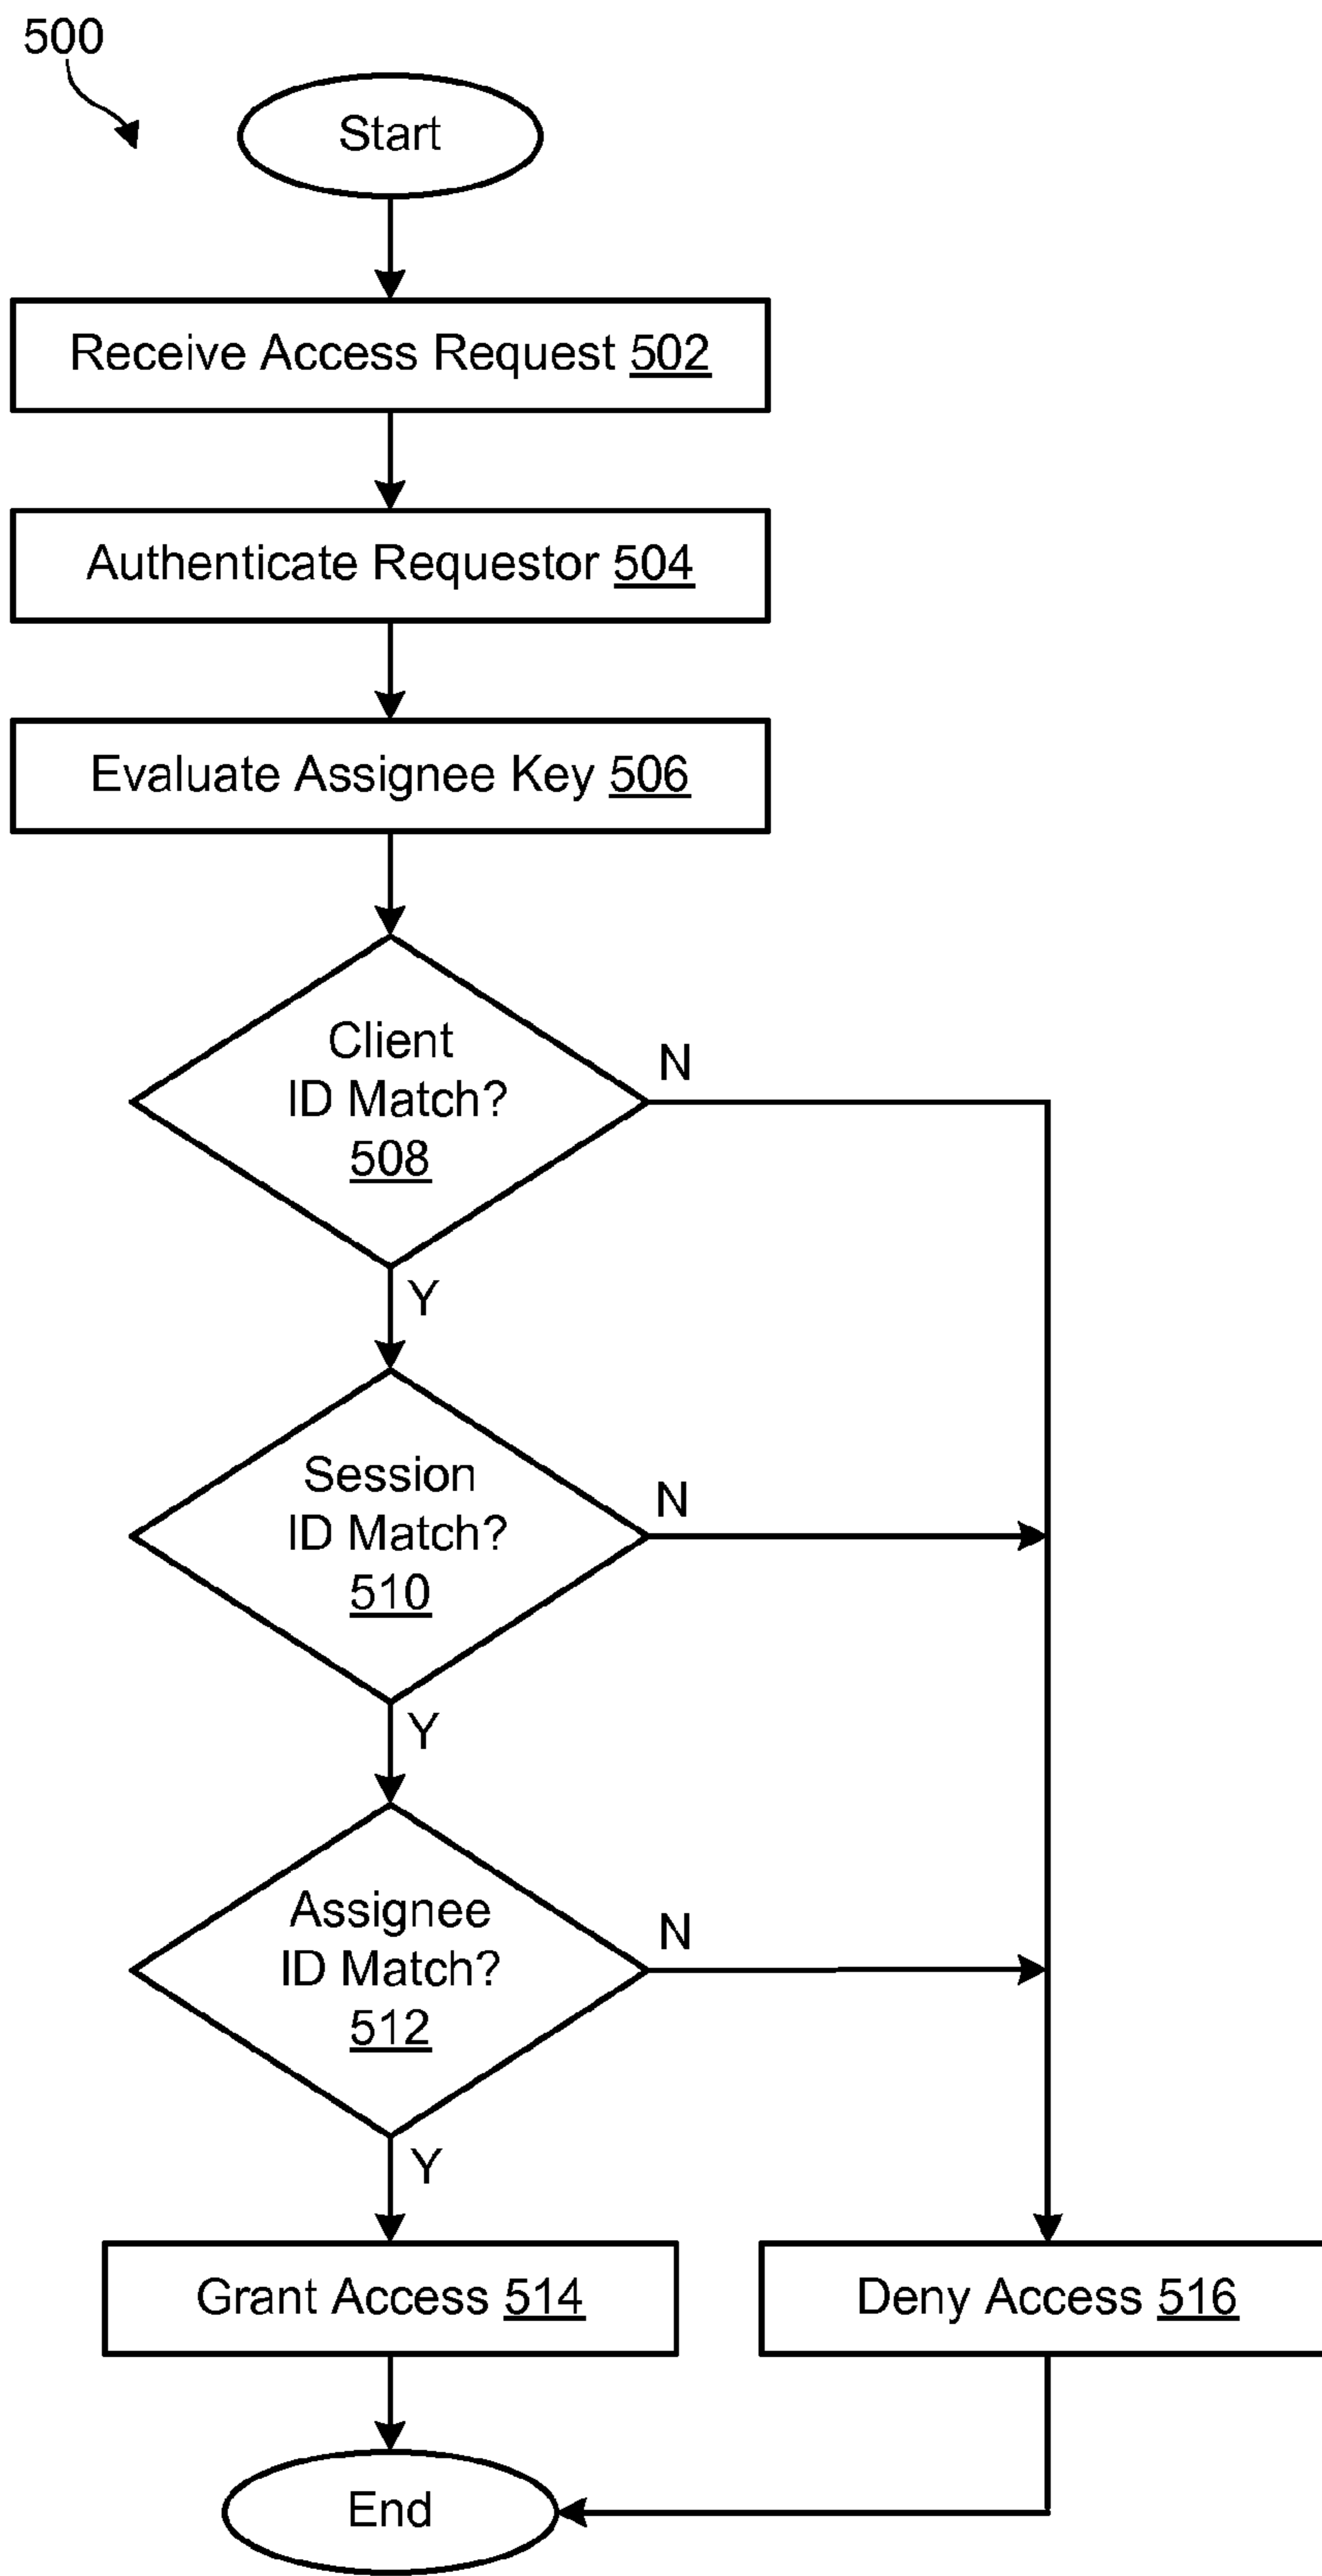 500
Start
Receive Access Request 502
Authenticate Requestor 504
Evaluate Assignee Key 506
Client
ID Match?
508
N
Y
Session
ID Match?
510
N
Y
Assignee
ID Match?
512
N
Y
Grant Access 514
Deny Access 516
End